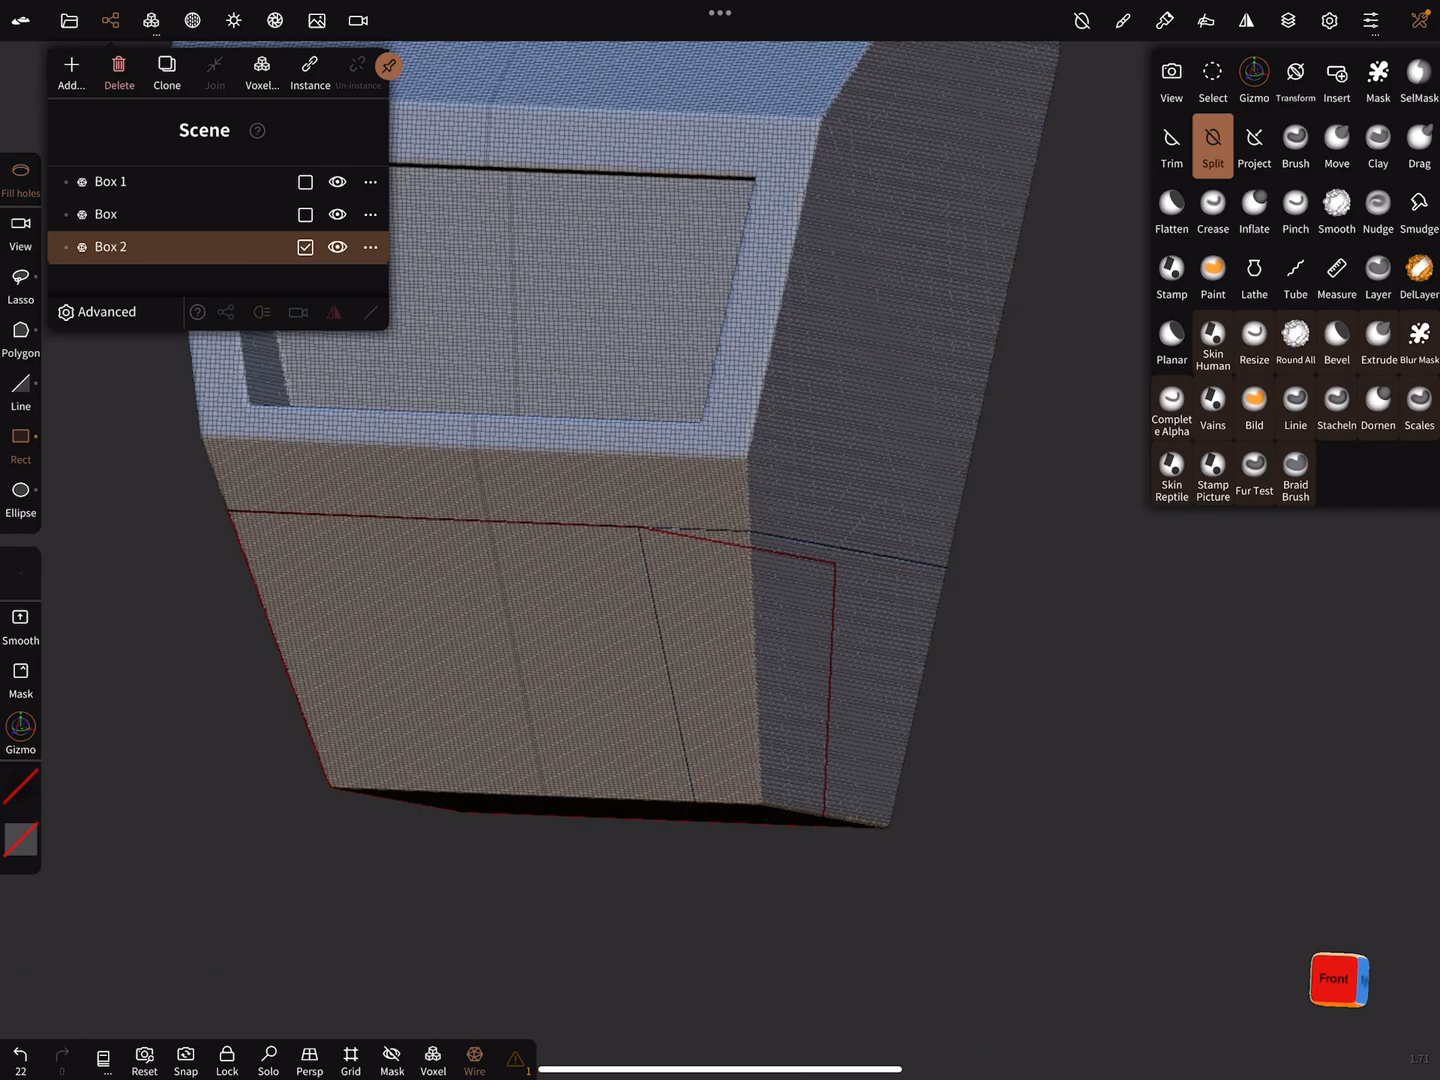 Add...
Delete
Clone
Join
Voxel...
Instance
Un-instance
Scene
?
Box 1
Box
Box 2
Advanced
?
Fill holes
View
Lasso
Polygon
Line
Rect
Ellipse
Smooth
Mask
Gizmo
View
Select
Gizmo
Transform
Insert
Mask
SelMask
Trim
Split
Project
Brush
Move
Clay
Drag
Flatten
Crease
Inflate
Pinch
Smooth
Nudge
Smudge
Stamp
Paint
Lathe
Tube
Measure
Layer
DelLayer
Planar
Skin
Human
Resize
Round All
Bevel
Extrude
Blur Mask
Complet
e Alpha
Vains
Bild
Linie
Stacheln
Dornen
Scales
Skin
Reptile
Stamp
Picture
Fur Test
Braid
Brush
Front
22
0
...
Reset
Snap
Lock
Solo
Persp
Grid
Mask
Voxel
Wire
1
1.71